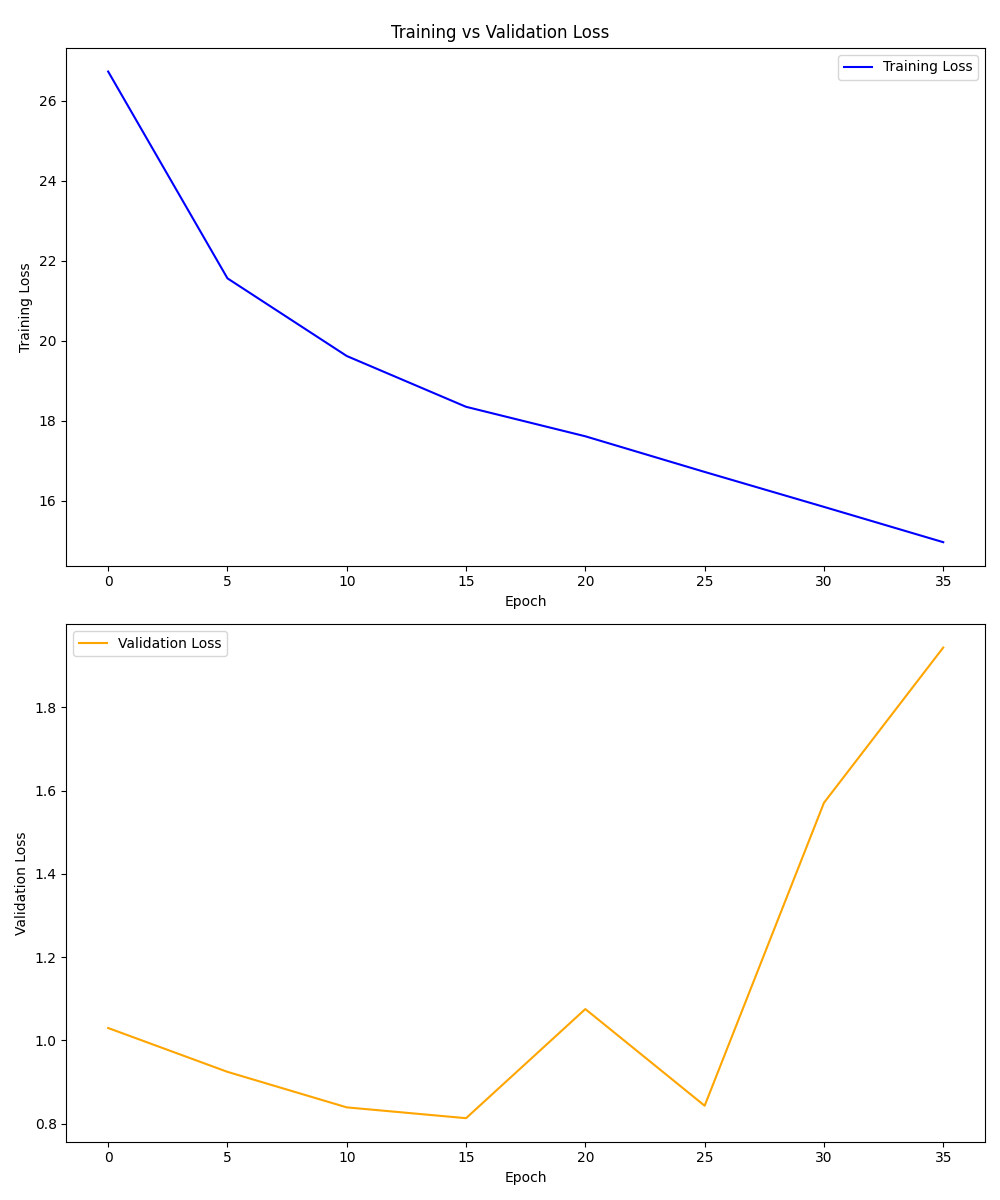 Training vs Validation Loss
Training Loss
26
24
22
20
18
16
Training Loss
0 5 10 15 20 25 30 35
Epoch
Validation Loss
1.8
1.6
1.4
1.2
1.0
0.8
Validation Loss
0 5 10 15 20 25 30 35
Epoch